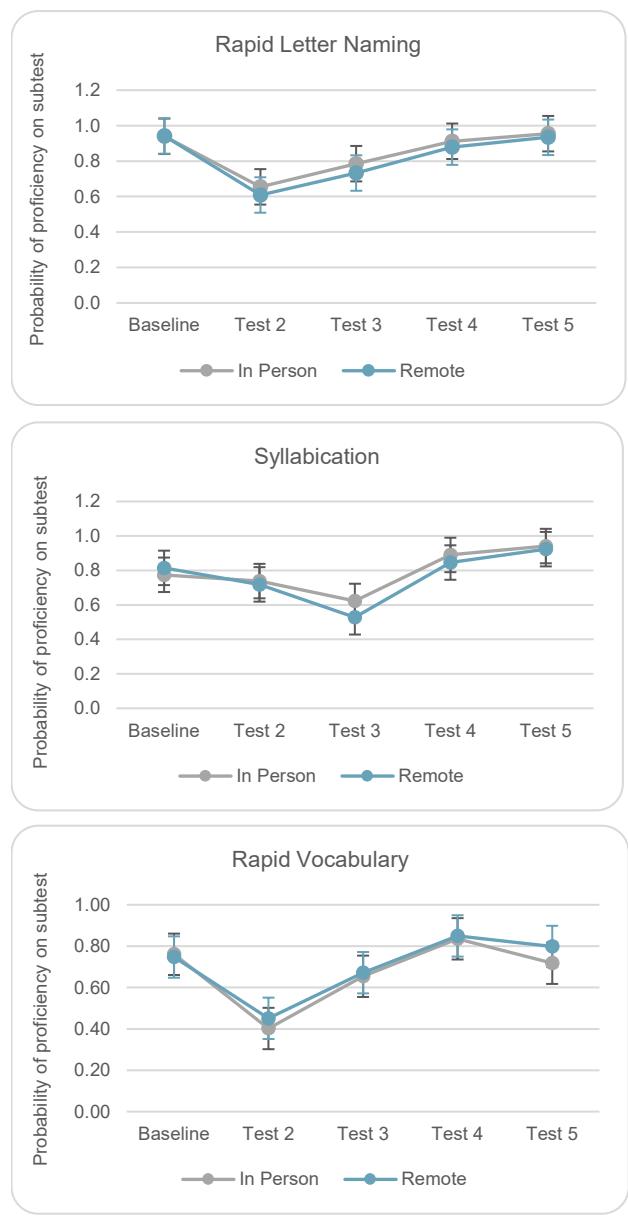 Rapid Letter Naming
Probability of proficiency on subtest
1.2
1.0
0.8
0.6
0.4
0.2
0.0
Baseline Test 2 Test 3 Test 4 Test 5
In Person Remote
Syllabication
Probability of proficiency on subtest
1.2
1.0
0.8
0.6
0.4
0.2
0.0
Baseline Test 2 Test 3 Test 4 Test 5
In Person Remote
Rapid Vocabulary
Probability of proficiency on subtest
1.00
0.80
0.60
0.40
0.20
0.00
Baseline Test 2 Test 3 Test 4 Test 5
In Person Remote